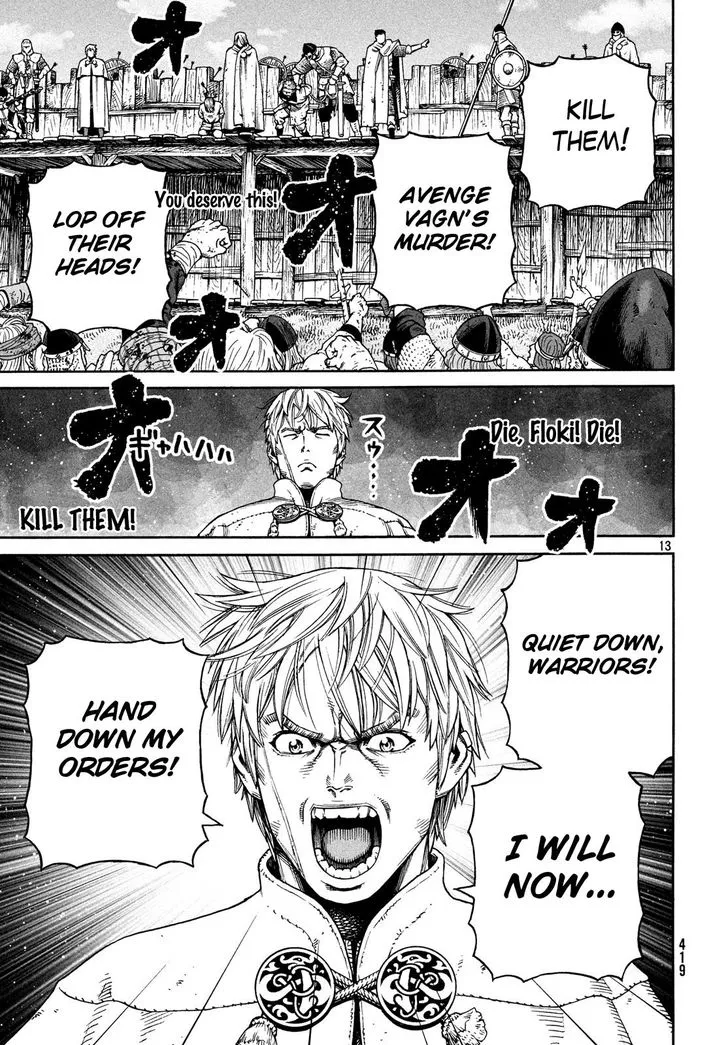 オ
KILL
THEM!
AVENGE
VAGN'S
MURDER!
You deserve this!
オ
LOP OFF
THEIR
HEADS!
オ
Die, Floki! Die!
オ
オ
スゥ‥‥
ギャハハハ
オ
KILL THEM!
13
QUIET DOWN,
WARRIORS!
I WILL
NOW...
HAND
DOWN MY
ORDERS!
419